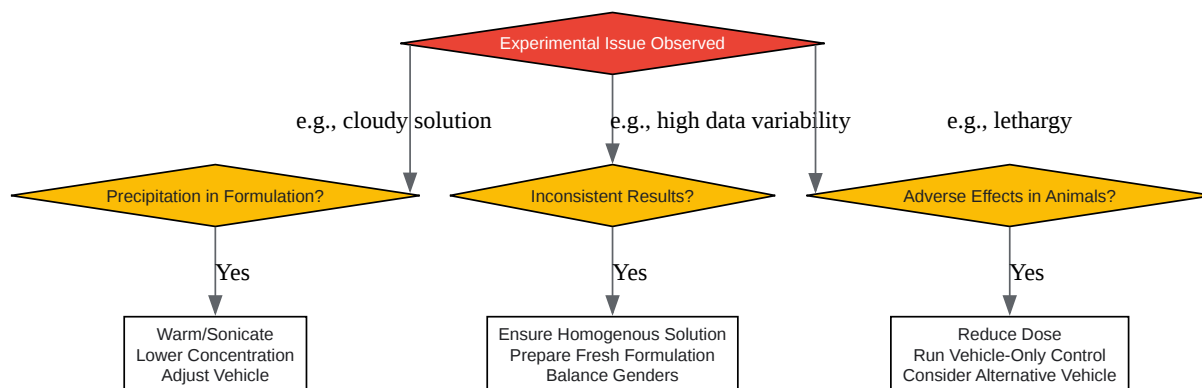 Experimental Issue Observed
e.g., cloudy solution
e.g., high data variability
e.g., lethargy
Precipitation in Formulation?
Inconsistent Results?
Adverse Effects in Animals?
Yes
Yes
Yes
Warm/Sonicate
Lower Concentration
Adjust Vehicle
Ensure Homogenous Solution
Prepare Fresh Formulation
Balance Genders
Reduce Dose
Run Vehicle-Only Control
Consider Alternative Vehicle